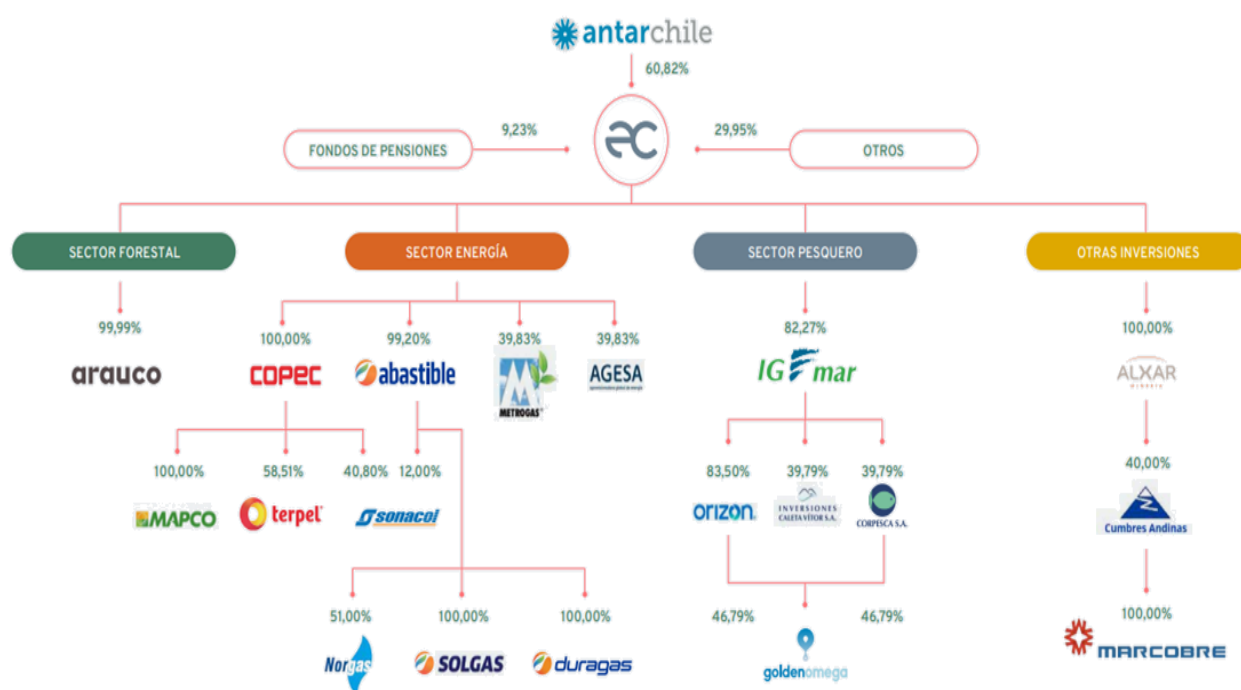 antarchile
60,82%
9,23%
29,95%
FONDOS DE PENSIONES
OTROS
SECTOR FORESTAL
SECTOR ENERGÍA
SECTOR PESQUERO
OTRAS INVERSIONES
99,99%
100,00%
99,20%
39,83%
39,83%
82,27%
100,00%
arauco
COPEC
abastible
METROGAS
AGESA
IG mar
ALXAR
MINERÍA
100,00%
58,51%
40,80%
12,00%
83,50%
39,79%
39,79%
40,00%
MAPCO
terpel
sonacol
orizon
INVERSIONES
CALETA VÍTOR S.A.
CORPESCA S.A.
Cumbres Andinas
51,00%
100,00%
100,00%
46,79%
46,79%
100,00%
Norgas
SOLGAS
duragas
goldenomega
MARCOBRE